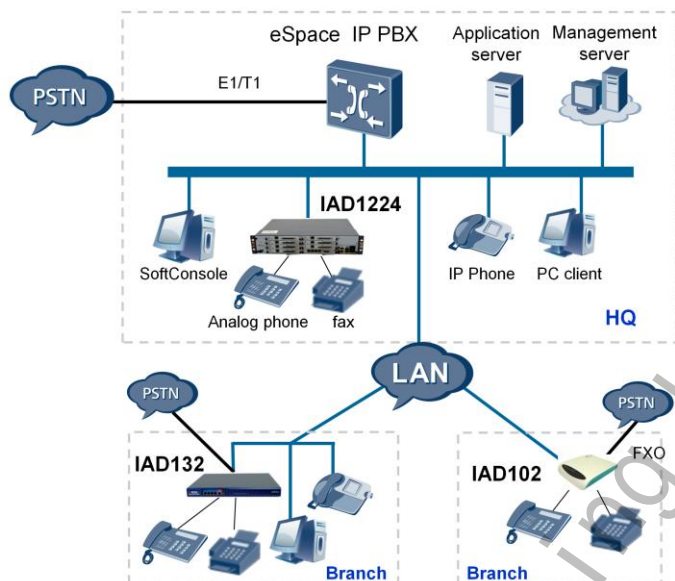 eSpace IP PBX
Application
server
Management
server
PSTN
E1/T1
IAD1224
SoftConsole
IP Phone
PC client
Analog phone
fax
HQ
LAN
PSTN
PSTN
IAD132
IAD102
FXO
Branch
Branch